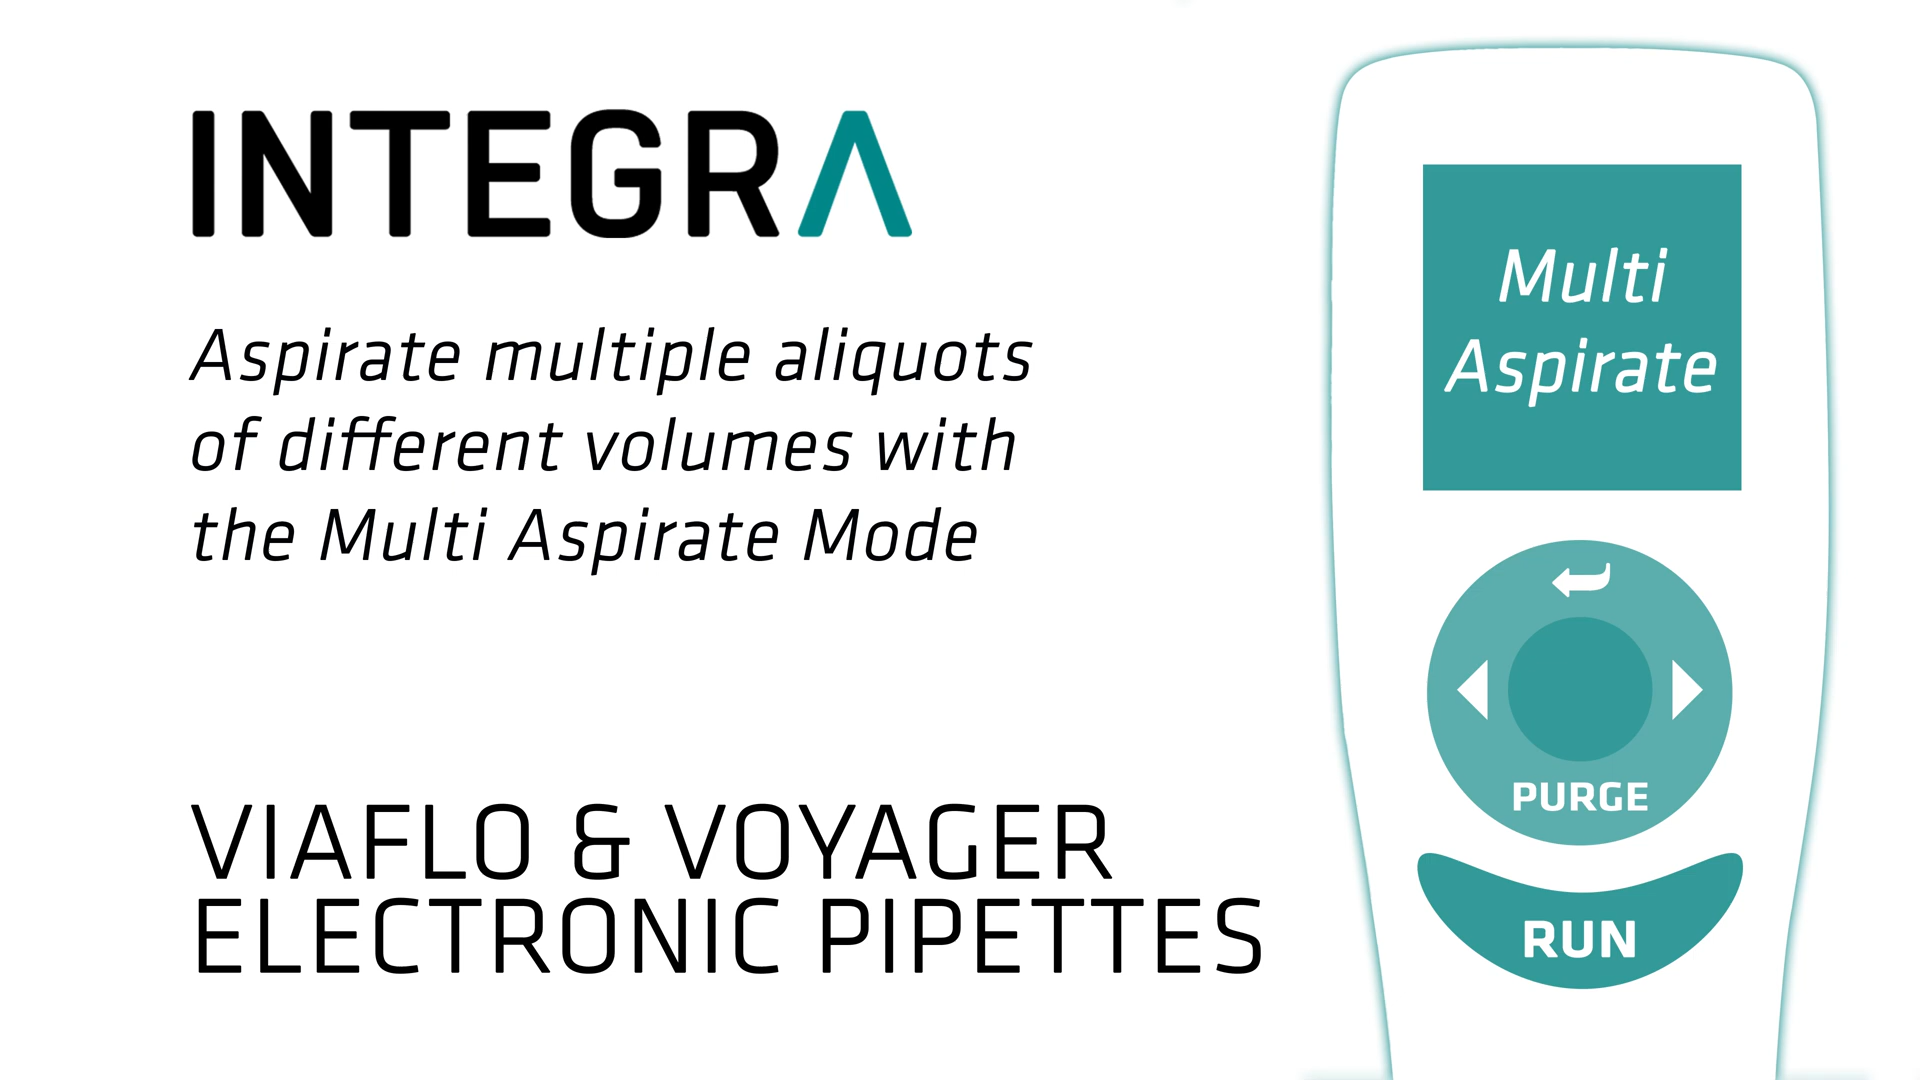 INTEGRA
Aspirate multiple aliquots
of different volumes with
the Multi Aspirate Mode
VIAFLO & VOYAGER
ELECTRONIC PIPETTES
Multi
Aspirate
PURGE
RUN